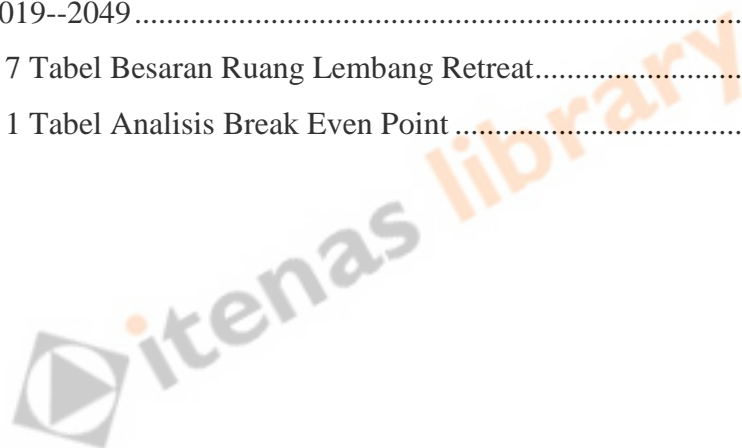 019--2049........................................................................
7 Tabel Besaran Ruang Lembang Retreat........................
1 Tabel Analisis Break Even Point .................................
itenas library